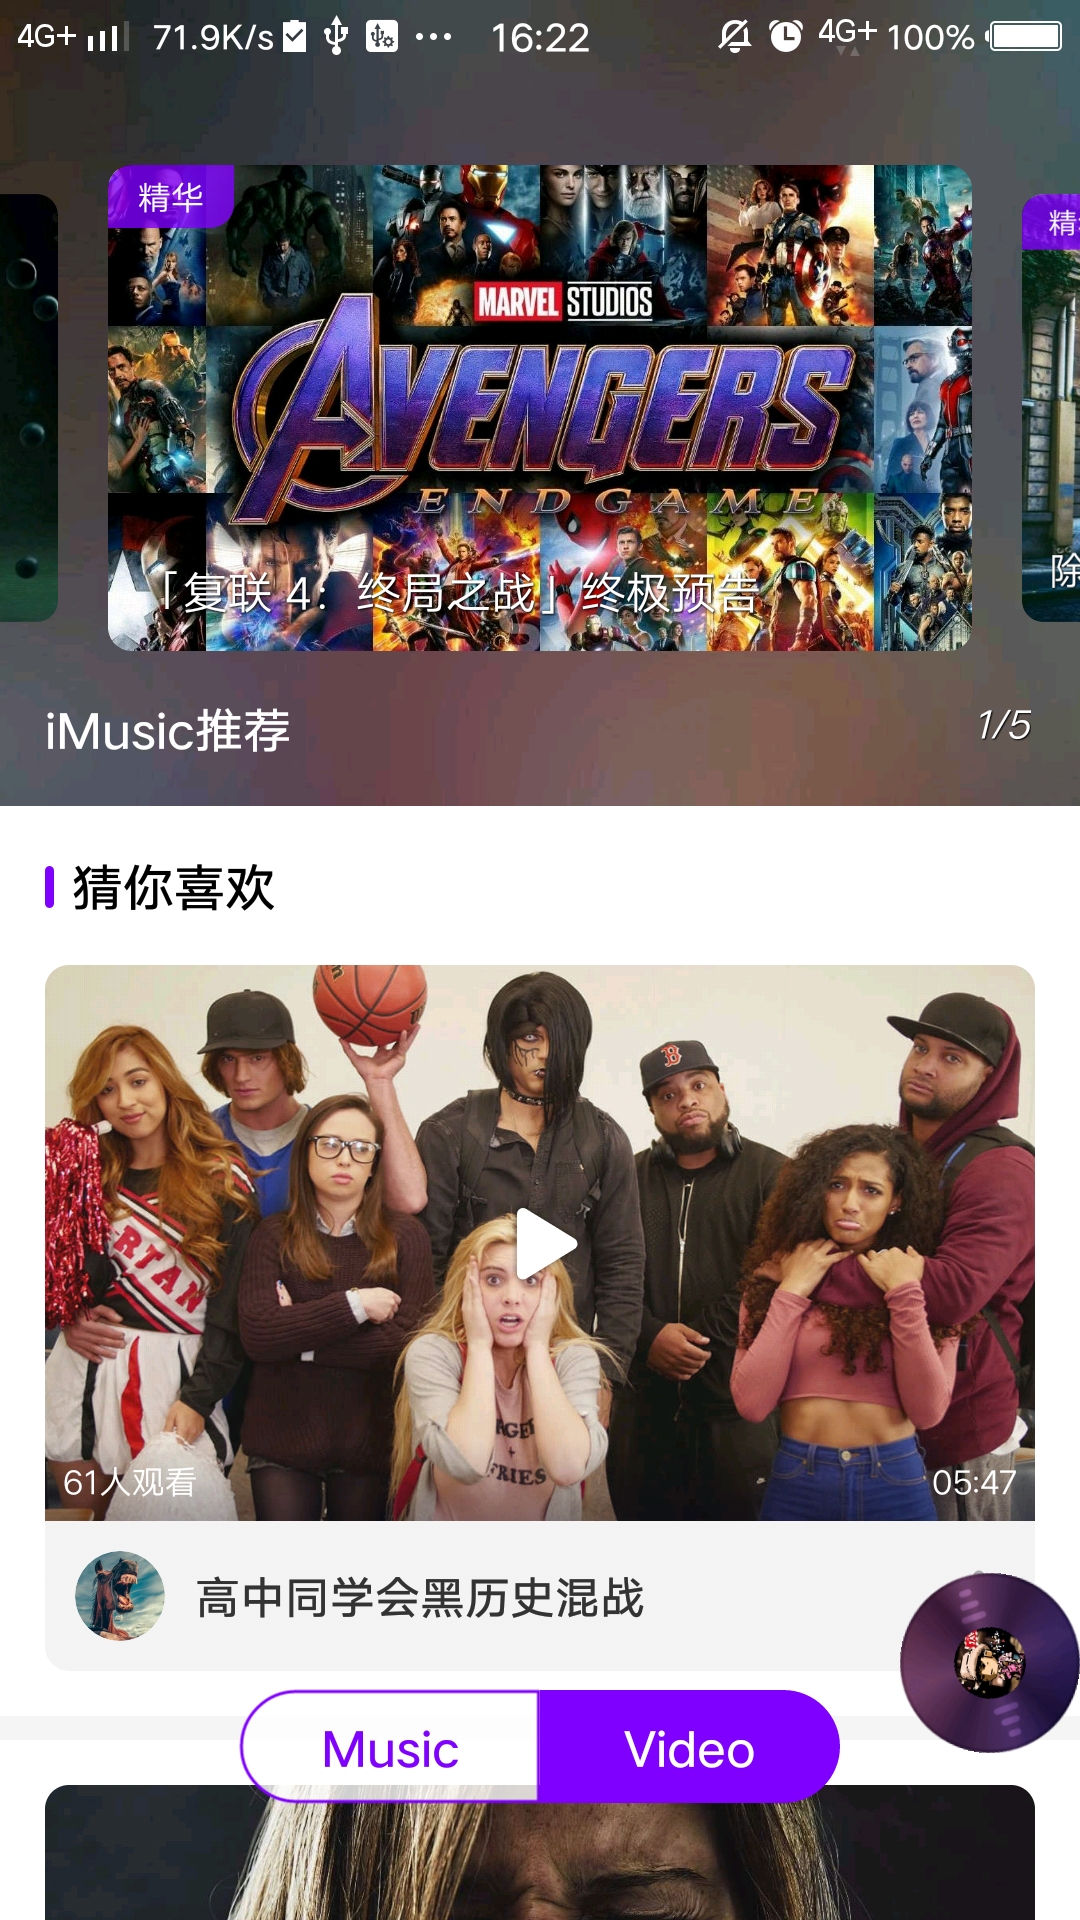 4G+ 71.9K/s ... 16:22 4G+ 100%
精华
精
MARVEL STUDIOS
AVENGERS
ENDGAME
「复联 4：终局之战」终极预告
除
iMusic推荐
1/5
猜你喜欢
B
RTAN
RGE
FRIES
61人观看
05:47
高中同学会黑历史混战
Music
Video